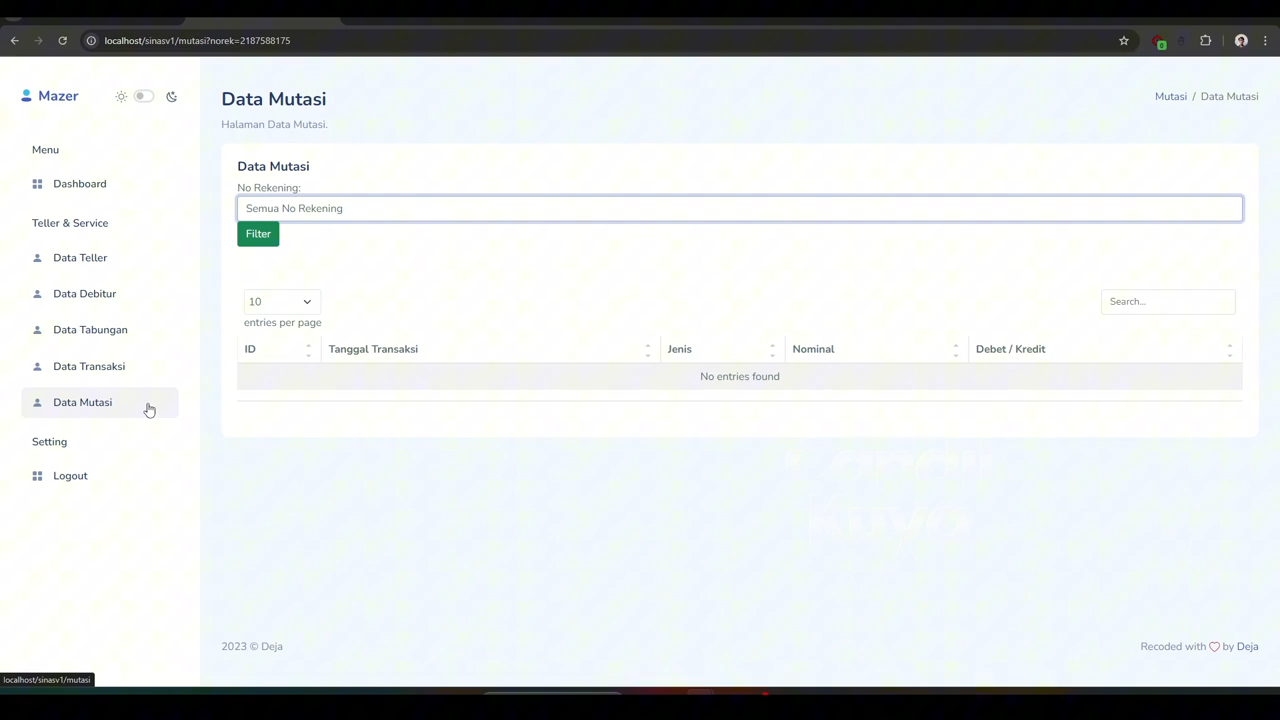 localhost/sinasv1/mutasi?norek=2187588175
0
Mazer
Menu
Dashboard
Teller & Service
Data Teller
Data Debitur
Data Tabungan
Data Transaksi
Data Mutasi
Setting
Logout
Data Mutasi
Halaman Data Mutasi.
Mutasi / Data Mutasi
Data Mutasi
No Rekening:
Semua No Rekening
Filter
10
entries per page
Search...
ID Tanggal Transaksi Jenis Nominal Debet / Kredit
No entries found
2023 © Deja
Recoded with by Deja
localhost/sinasv1/mutasi